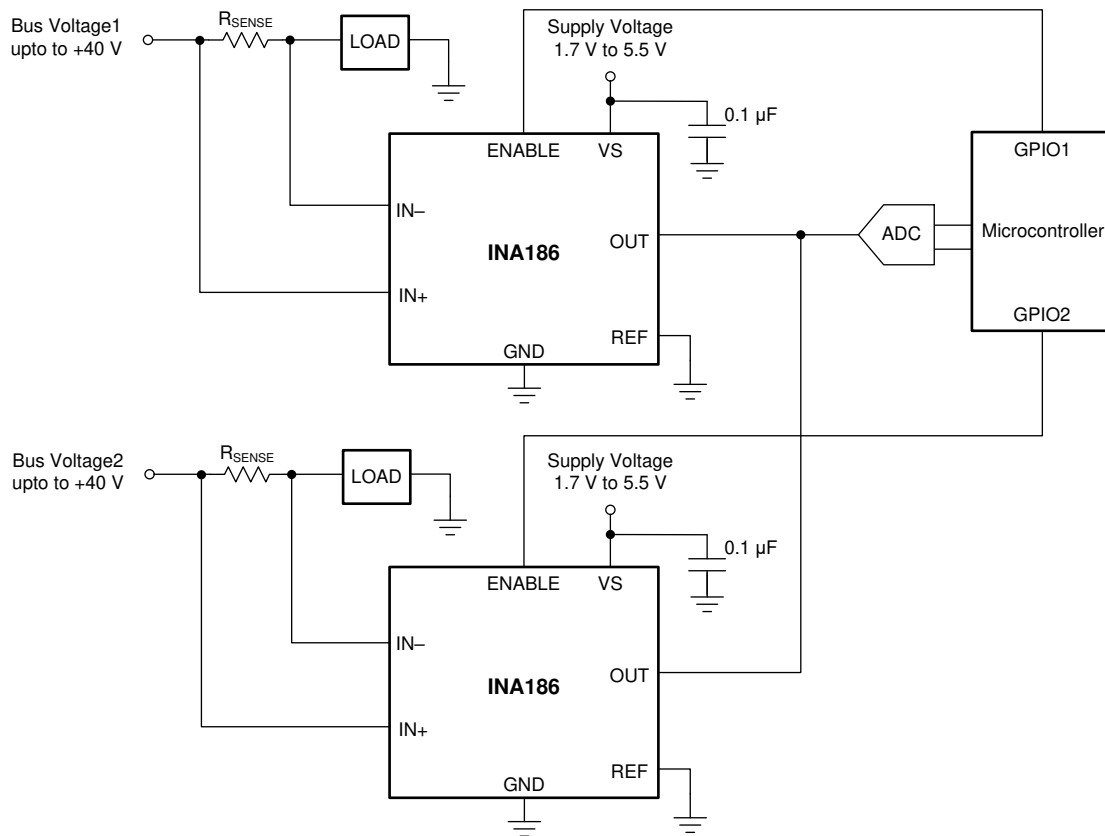 Bus Voltage1
upto to +40 V
RSENSE
LOAD
Supply Voltage
1.7 V to 5.5 V
0.1 µF
ENABLE
VS
GPIO1
IN–
OUT
INA186
ADC
Microcontroller
IN+
GPIO2
REF
GND
Bus Voltage2
upto to +40 V
RSENSE
LOAD
Supply Voltage
1.7 V to 5.5 V
0.1 µF
ENABLE
VS
IN–
OUT
INA186
IN+
REF
GND